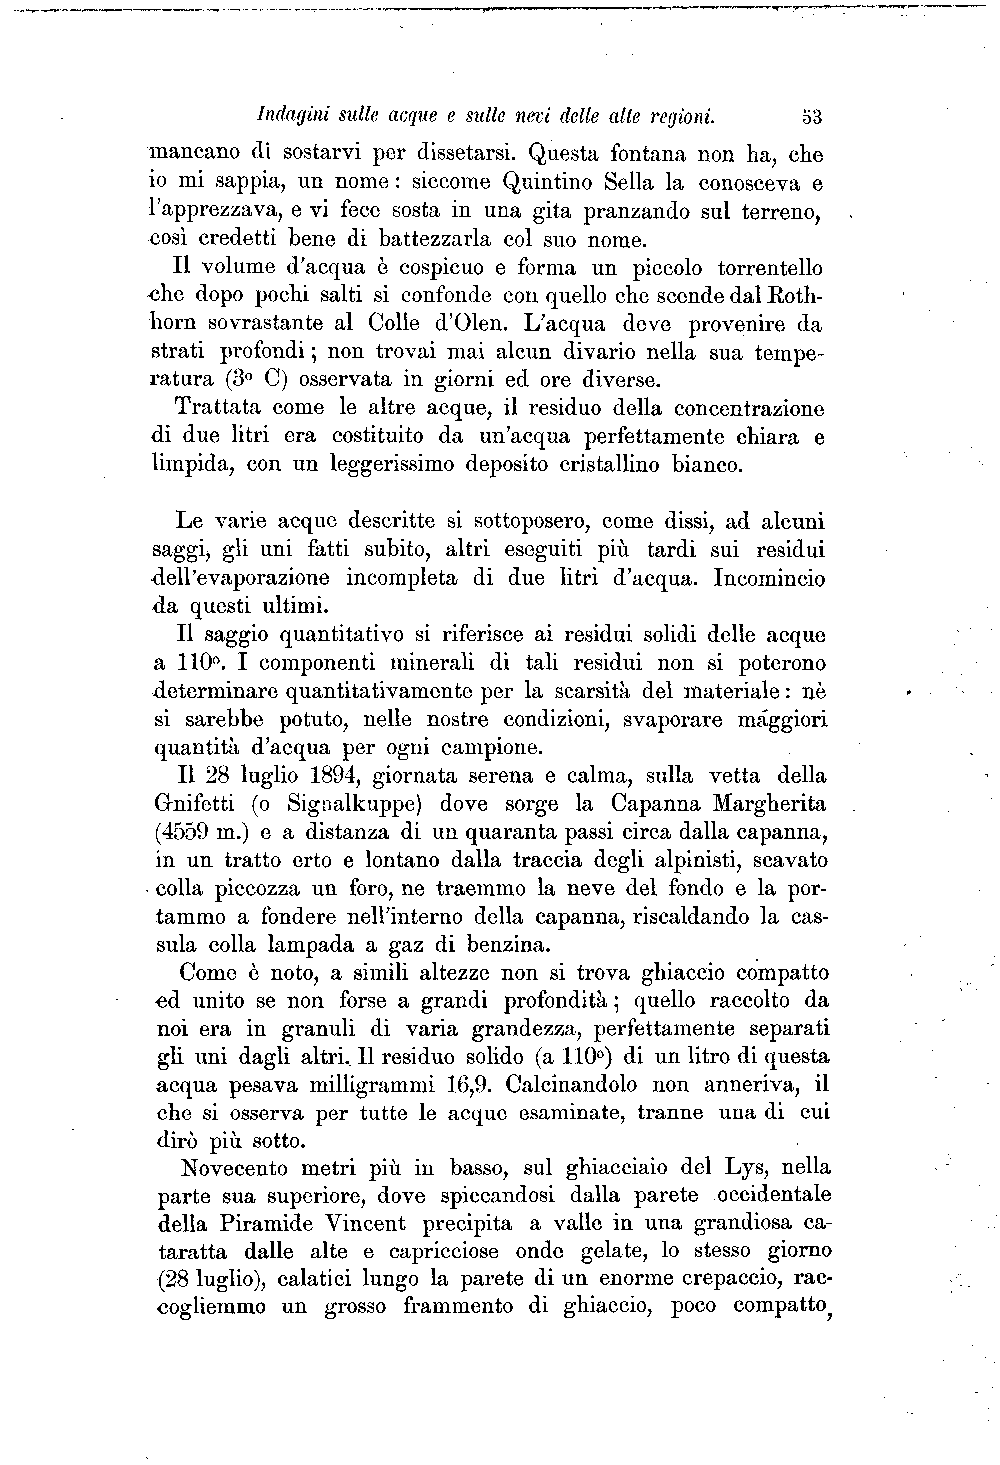 Indagini sulle acque e sulle nevi delle alte regioni. 53
mancano di sostarvi per dissetarsi. Questa fontana non ha, che
io mi sappia, un nome : siccome Quintino Sella la conosceva e
l'apprezzava, e vi fece sosta in una gita pranzando sul terreno,
così credetti bene di battezzarla col suo nome.
Il volume d'acqua è cospicuo e forma un piccolo torrentello
che dopo pochi salti si confonde con quello che scende dal Roth-
horn sovrastante al Colle d'Olen. L'acqua deve provenire da
strati profondi ; non trovai mai alcun divario nella sua tempe-
ratura (3º C) osservata in giorni ed ore diverse.
Trattata come le altre acque, il residuo della concentrazione
di due litri era costituito da un'acqua perfettamente chiara e
limpida, con un leggerissimo deposito cristallino bianco.
Le varie acque descritte si sottoposero, come dissi, ad alcuni
saggi, gli uni fatti subito, altri eseguiti più tardi sui residui
dell'evaporazione incompleta di due litri d'acqua. Incomincio
da questi ultimi.
Il saggio quantitativo si riferisce ai residui solidi delle acque
a 110º. I componenti minerali di tali residui non si poterono
determinare quantitativamente per la scarsità del materiale : nè
si sarebbe potuto, nelle nostre condizioni, svaporare maggiori
quantità d'acqua per ogni campione.
Il 28 luglio 1894, giornata serena e calma, sulla vetta della
Gnifetti (o Signalkuppe) dove sorge la Capanna Margherita
(4559 m.) e a distanza di un quaranta passi circa dalla capanna,
in un tratto erto e lontano dalla traccia degli alpinisti, scavato
colla piccozza un foro, ne traemmo la neve del fondo e la por-
tammo a fondere nell'interno della capanna, riscaldando la cas-
sula colla lampada a gaz di benzina.
Come è noto, a simili altezze non si trova ghiaccio compatto
ed unito se non forse a grandi profondità ; quello raccolto da
noi era in granuli di varia grandezza, perfettamente separati
gli uni dagli altri. Il residuo solido (a 110º) di un litro di questa
acqua pesava milligrammi 16,9. Calcinandolo non anneriva, il
che si osserva per tutte le acque esaminate, tranne una di cui
dirò più sotto.
Novecento metri più in basso, sul ghiacciaio del Lys, nella
parte sua superiore, dove spiccandosi dalla parete occidentale
della Piramide Vincent precipita a valle in una grandiosa ca-
taratta dalle alte e capricciose onde gelate, lo stesso giorno
(28 luglio), calatici lungo la parete di un enorme crepaccio, rac-
cogliemmo un grosso frammento di ghiaccio, poco compatto,